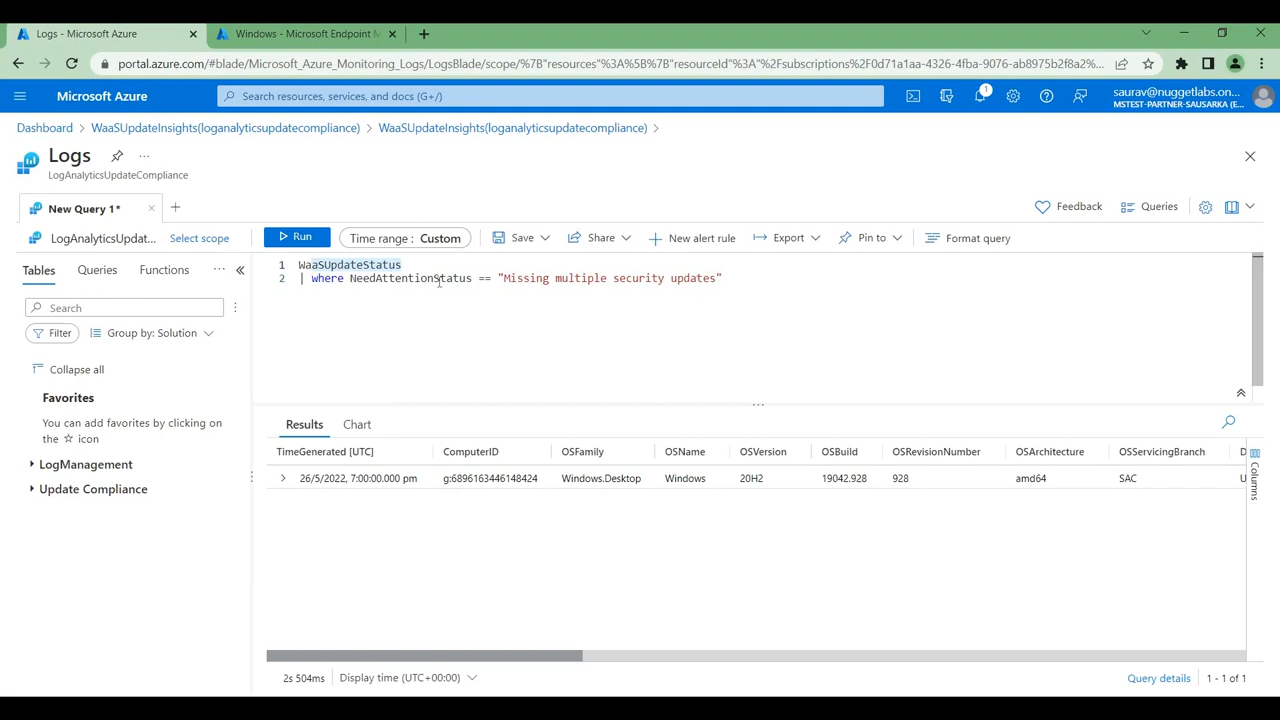 Logs - Microsoft Azure
Windows - Microsoft Endpoint M
portal.azure.com/#blade/Microsoft_Azure_Monitoring_Logs/LogsBlade/scope/%7B"resources"%3A%5B%7B"resourceId"%3A"%2Fsubscriptions%2F0d71a1aa-4326-4fba-9076-ab8975b2f8a2%...
Microsoft Azure
Search resources, services, and docs (G+/)
1
saurav@nuggetlabs.on...
MSTEST-PARTNER-SAUSARKA (E...
Dashboard > WaaSUpdateInsights(loganalyticsupdatecompliance) > WaaSUpdateInsights(loganalyticsupdatecompliance) >
Logs
...
LogAnalyticsUpdateCompliance
New Query 1*
Feedback
Queries
LogAnalyticsUpdat...
Select scope
Run
Time range : Custom
Save
Share
New alert rule
Export
Pin to
Format query
Tables
Queries
Functions
...
Search
Filter
Group by: Solution
Collapse all
Favorites
You can add favorites by clicking on
the ☆ icon
LogManagement
Update Compliance
1 WaaSUpdateStatus
2 | where NeedAttentionStatus == "Missing multiple security updates"
Results
Chart
TimeGenerated [UTC] ComputerID OSFamily OSName OSVersion OSBuild OSRevisionNumber OSArchitecture OSServicingBranch D
26/5/2022, 7:00:00.000 pm g:6896163446148424 Windows.Desktop Windows 20H2 19042.928 928 amd64 SAC U
Columns
2s 504ms
Display time (UTC+00:00)
Query details
1 - 1 of 1